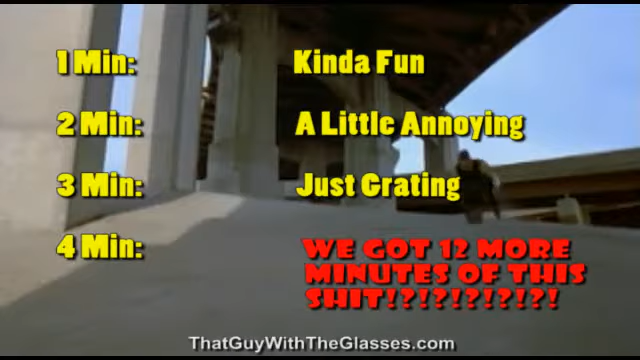 1 Min: Kinda Fun
2 Min: A Little Annoying
3 Min: Just Grating
4 Min: WE GOT 12 MORE
MINUTES OF THIS
SHIT!?!?!?!?!?!
ThatGuyWithTheGlasses.com